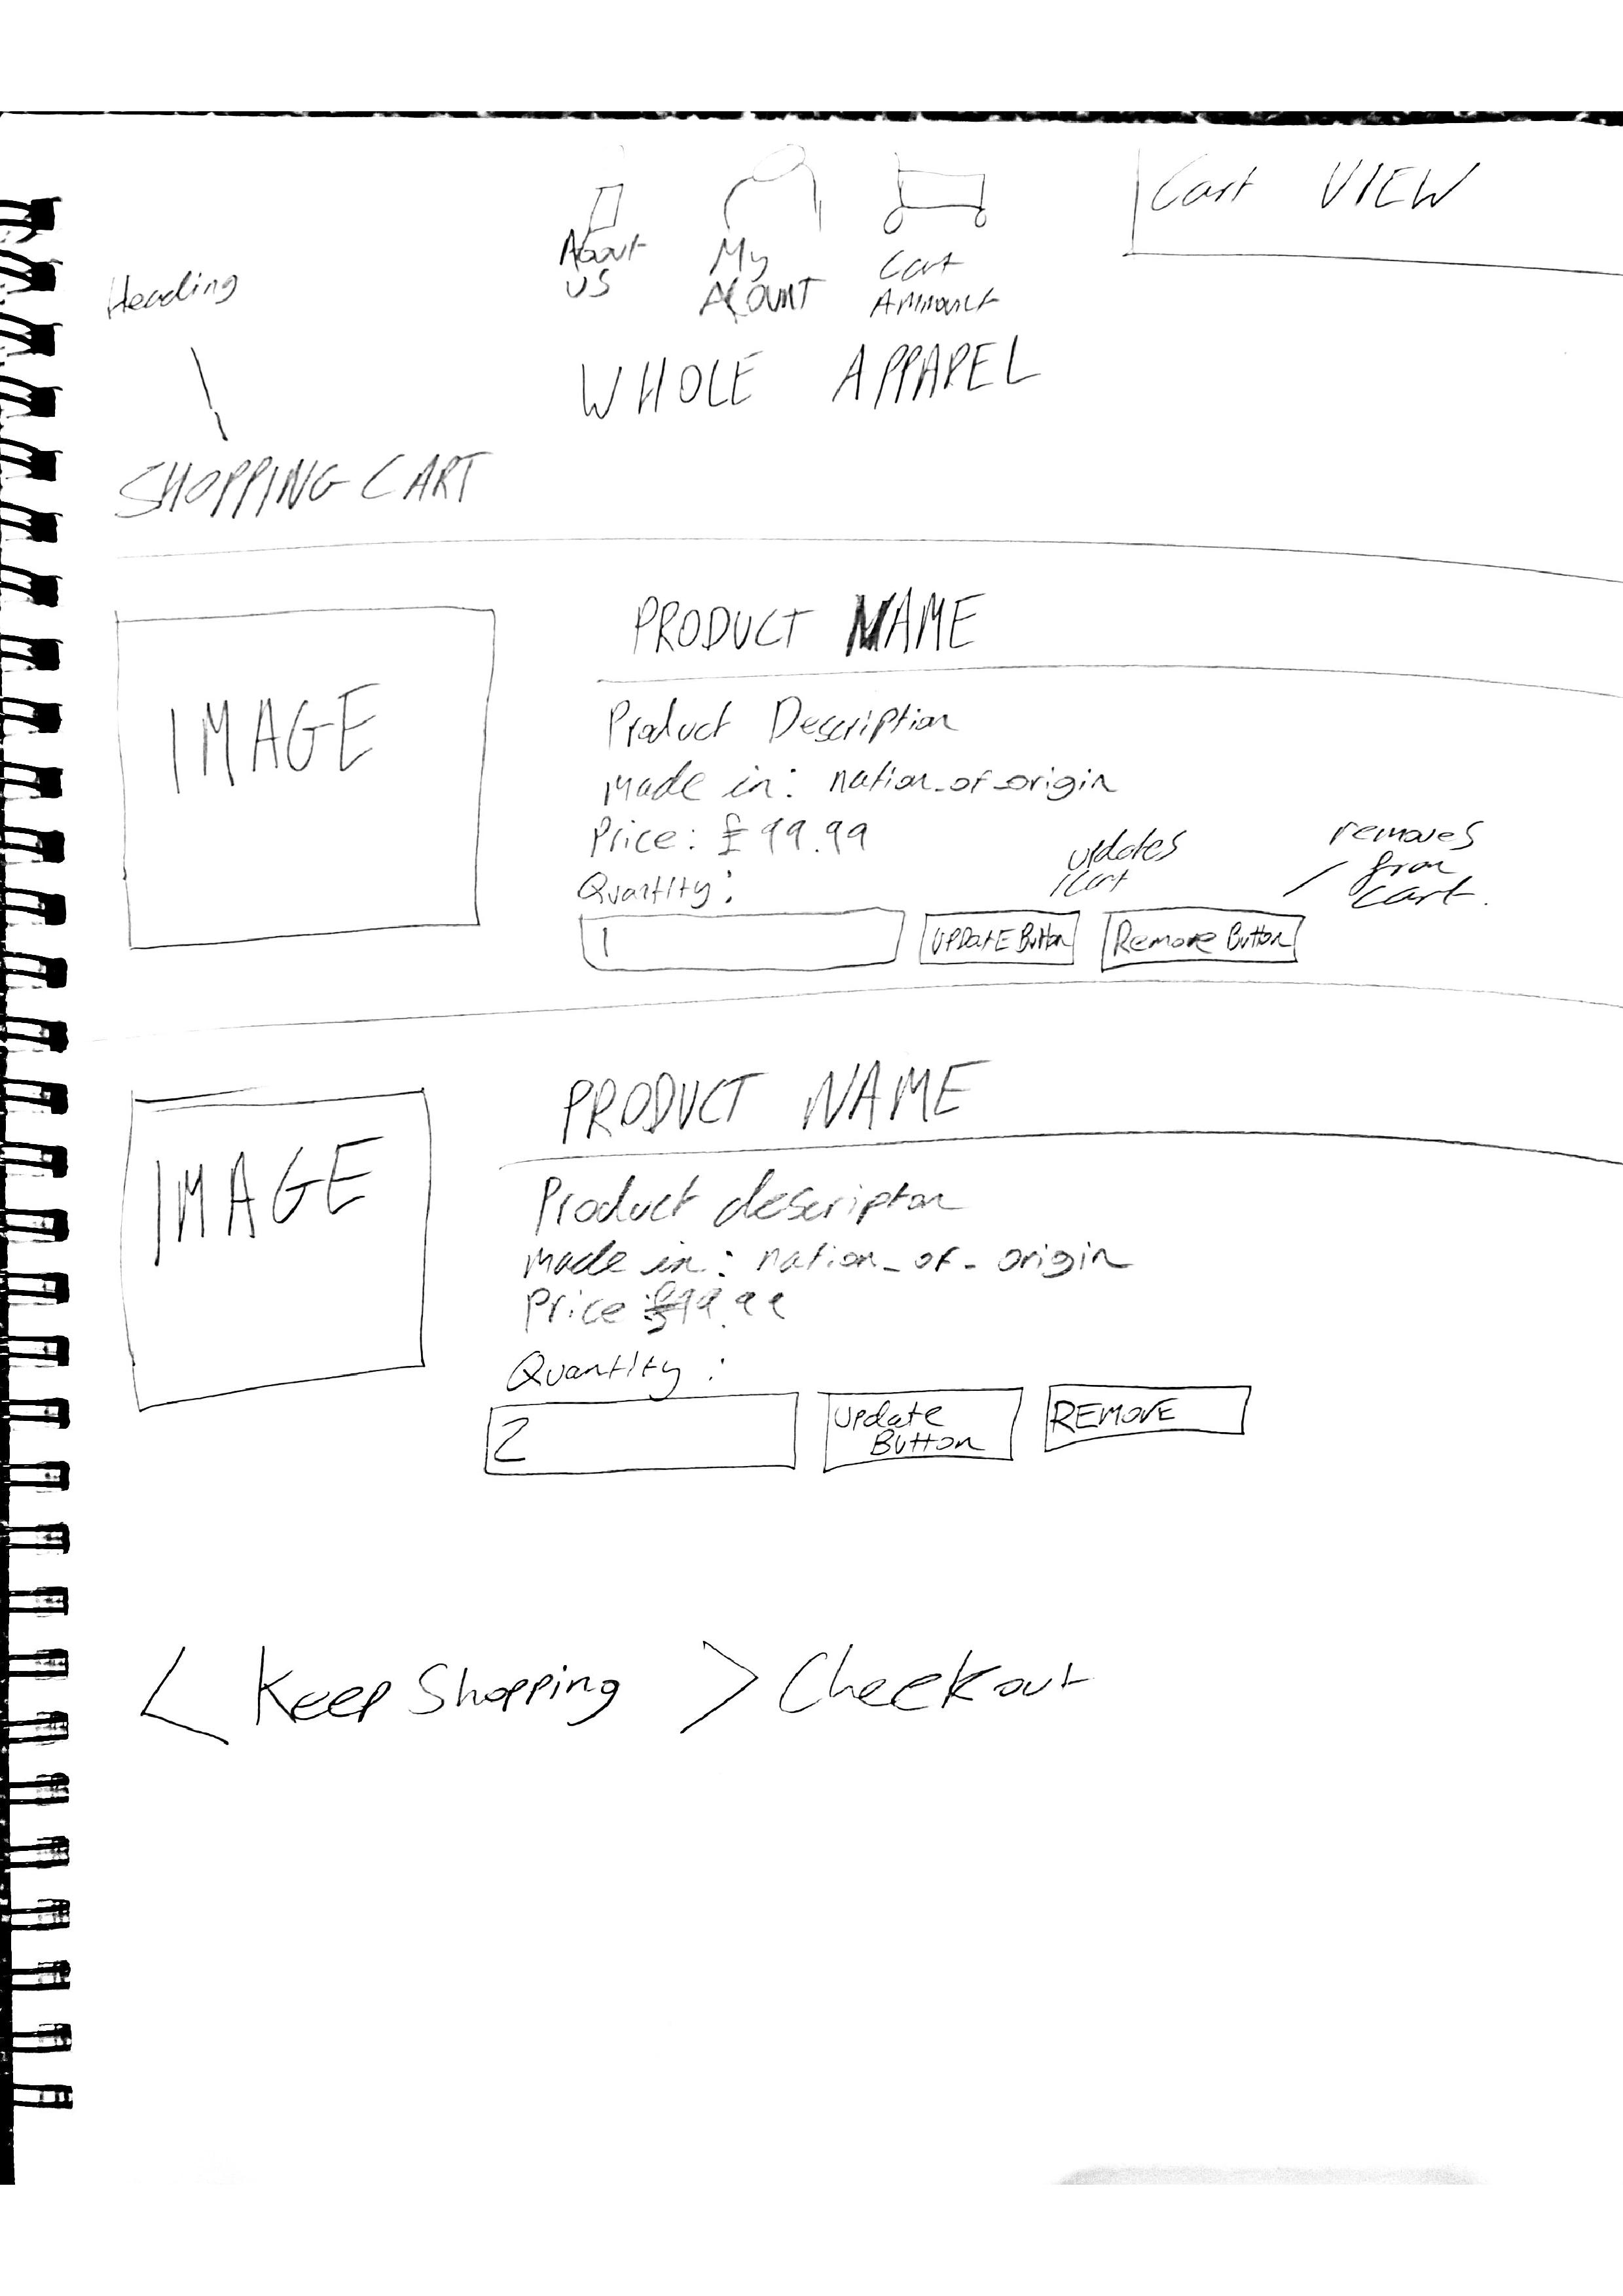 Cart VIEW
About
US
My
ACOUNT
Cart
Ammount
Heading
WHOLE APPAREL
SHOPPING CART
IMAGE
PRODUCT NAME
Product Description
made in: nation_of_origin
Price: £99.99
Quantity:
updates
cart
removes
from
cart.
1
UPDATE Button
Remove Button
IMAGE
PRODUCT NAME
Product description
made in: nation_of_origin
Price :£99.99
Quantity :
2
Update
Button
REMOVE
< Keep Shopping > Checkout